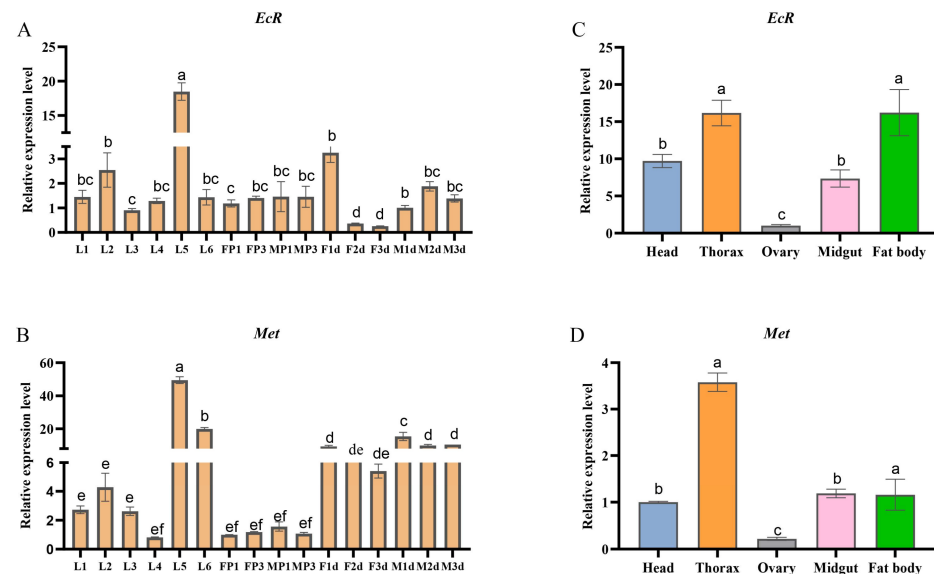 A
EcR
Relative expression level
25
20
15
3
2
1
0
bc
b
c
bc
a
bc
c
bc
bc
bc
b
d
d
b
bc
bc
L1
L2
L3
L4
L5
L6
FP1
FP3
MP1
MP3
F1d
F2d
F3d
M1d
M2d
M3d
C
EcR
Relative expression level
25
20
15
10
5
0
b
a
c
b
a
Head
Thorax
Ovary
Midgut
Fat body
B
Met
Relative expression level
60
40
20
6
4
2
0
e
e
e
ef
a
b
ef
ef
ef
ef
d
de
de
c
d
d
L1
L2
L3
L4
L5
L6
FP1
FP3
MP1
MP3
F1d
F2d
F3d
M1d
M2d
M3d
D
Met
Relative expression level
4
3
2
1
0
b
a
c
b
a
Head
Thorax
Ovary
Midgut
Fat body